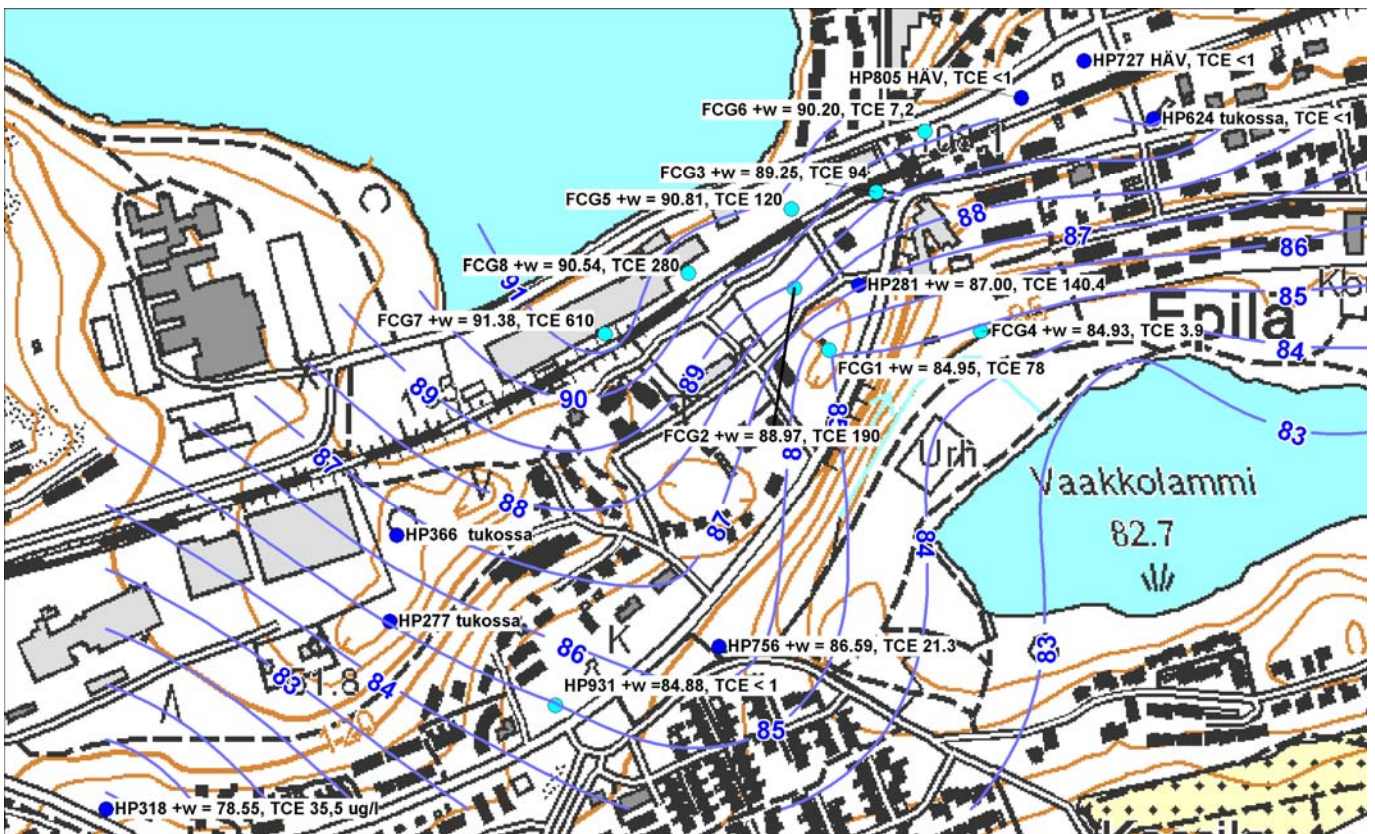 HP727 HÄV, TCE <1
HP805 HÄV, TCE <1
FCG6 +w = 90.20, TCE 7,2
HP624 tukossa, TCE <1
FCG3 +w = 89.25, TCE 94
FCG5 +w = 90.81, TCE 120
88
87
86
FCG8 +w = 90.54, TCE 280
91
HP281 +w = 87.00, TCE 140.4
85
Epilä
FCG7 +w = 91.38, TCE 610
FCG4 +w = 84.93, TCE 3.9
84
FCG1 +w = 84.95, TCE 78
89
89
90
83
FCG2 +w = 88.97, TCE 190
Urh
87
88
Vaakkolammi
82.7
87
HP366 tukossa
84
HP277 tukossa
K
86
HP756 +w = 86.59, TCE 21.3
83
83
84
HP931 +w =84.88, TCE < 1
120
85
HP318 +w = 78.55, TCE 35,5 ug/l